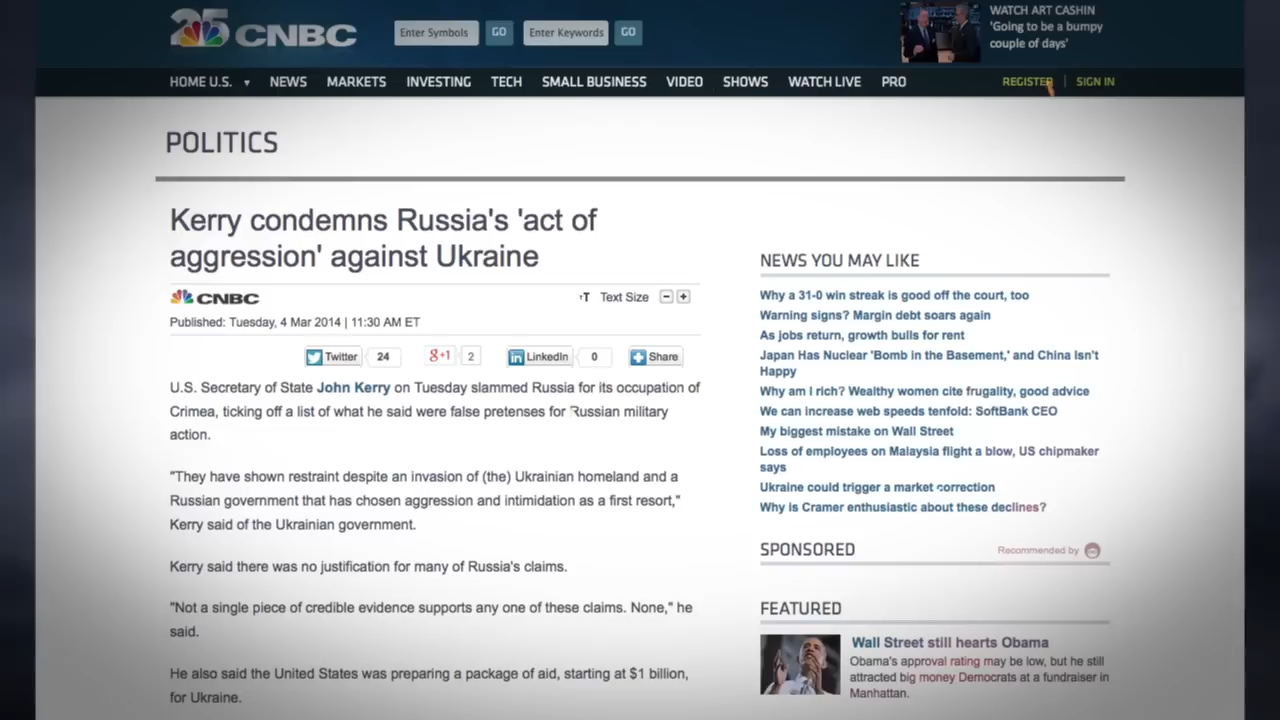 25 CNBC
Enter Symbols GO Enter Keywords GO
WATCH ART CASHIN
'Going to be a bumpy
couple of days'
HOME U.S. NEWS MARKETS INVESTING TECH SMALL BUSINESS VIDEO SHOWS WATCH LIVE PRO REGISTER | SIGN IN
POLITICS
Kerry condemns Russia's 'act of
aggression' against Ukraine
CNBC
TT Text Size - +
Published: Tuesday, 4 Mar 2014 | 11:30 AM ET
Twitter 24 g+1 2 in LinkedIn 0 + Share
U.S. Secretary of State John Kerry on Tuesday slammed Russia for its occupation of
Crimea, ticking off a list of what he said were false pretenses for Russian military
action.
"They have shown restraint despite an invasion of (the) Ukrainian homeland and a
Russian government that has chosen aggression and intimidation as a first resort,"
Kerry said of the Ukrainian government.
Kerry said there was no justification for many of Russia's claims.
"Not a single piece of credible evidence supports any one of these claims. None," he
said.
He also said the United States was preparing a package of aid, starting at $1 billion,
for Ukraine.
NEWS YOU MAY LIKE
Why a 31-0 win streak is good off the court, too
Warning signs? Margin debt soars again
As jobs return, growth bulls for rent
Japan Has Nuclear 'Bomb in the Basement,' and China Isn't
Happy
Why am I rich? Wealthy women cite frugality, good advice
We can increase web speeds tenfold: SoftBank CEO
My biggest mistake on Wall Street
Loss of employees on Malaysia flight a blow, US chipmaker
says
Ukraine could trigger a market correction
Why is Cramer enthusiastic about these declines?
SPONSORED
Recommended by
FEATURED
Wall Street still hearts Obama
Obama's approval rating may be low, but he still
attracted big money Democrats at a fundraiser in
Manhattan.